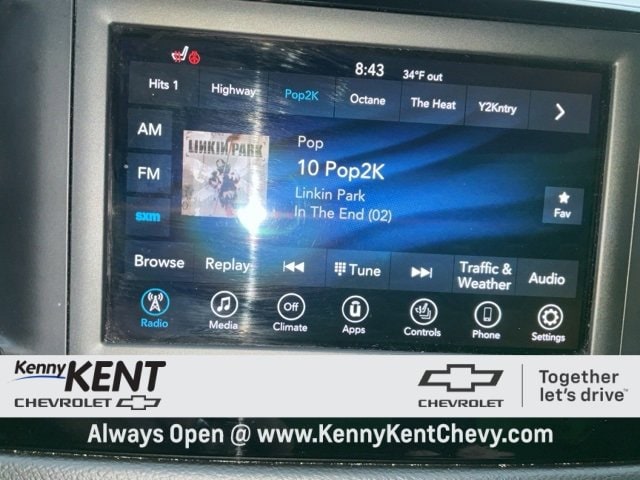 8:43 34°F out
Hits 1 Highway Pop2K Octane The Heat Y2Kntry
AM
FM
sxm
LINKIN PARK
Pop
10 Pop2K
Linkin Park
In The End (02)
Fav
Browse Replay Tune Traffic & Weather Audio
Off
Radio Media Climate Apps Controls Phone Settings
Kenny KENT
CHEVROLET
CHEVROLET
Together
let's drive™
Always Open @ www.KennyKentChevy.com